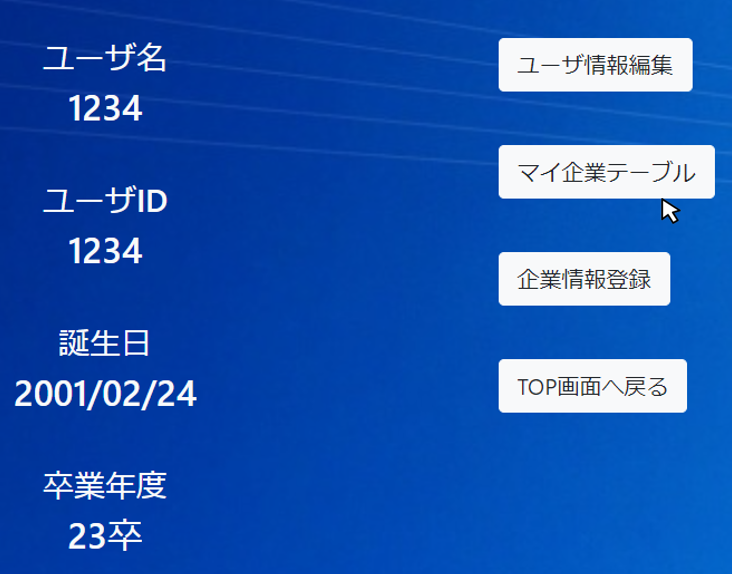 ユーザ名
1234
ユーザID
1234
誕生日
2001/02/24
卒業年度
23卒
ユーザ情報編集
マイ企業テーブル
企業情報登録
TOP画面へ戻る